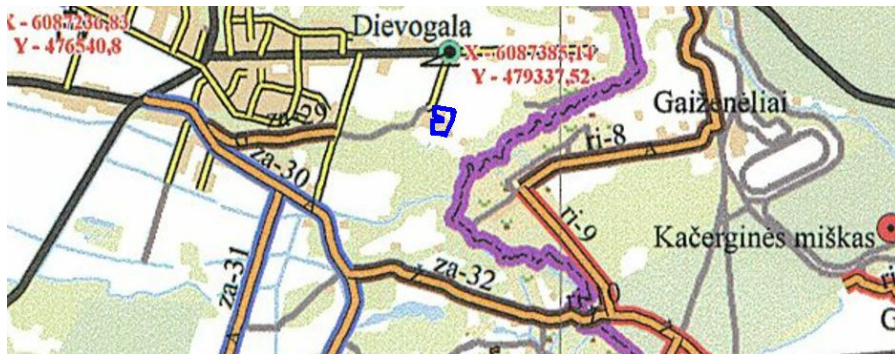 X - 6087236,83
Y - 476540,8
Dievogala
X - 6087385,14
Y - 479337,52
Gaiženėliai
za-29
ri-8
za-30
ri-9
Kačerginės miškas
za-31
za-32